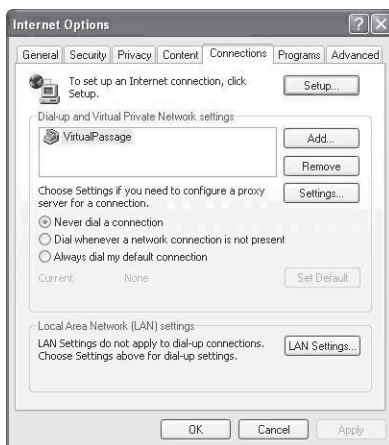 Internet Options
General Security Privacy Content Connections Programs Advanced
To set up an Internet connection, click
Setup.
Setup...
Dial-up and Virtual Private Network settings
VirtualPassage
Add...
Remove
Choose Settings if you need to configure a proxy
server for a connection.
Settings...
Never dial a connection
Dial whenever a network connection is not present
Always dial my default connection
Current None
Set Default
Local Area Network (LAN) settings
LAN Settings do not apply to dial-up connections.
Choose Settings above for dial-up settings.
LAN Settings...
OK Cancel Apply